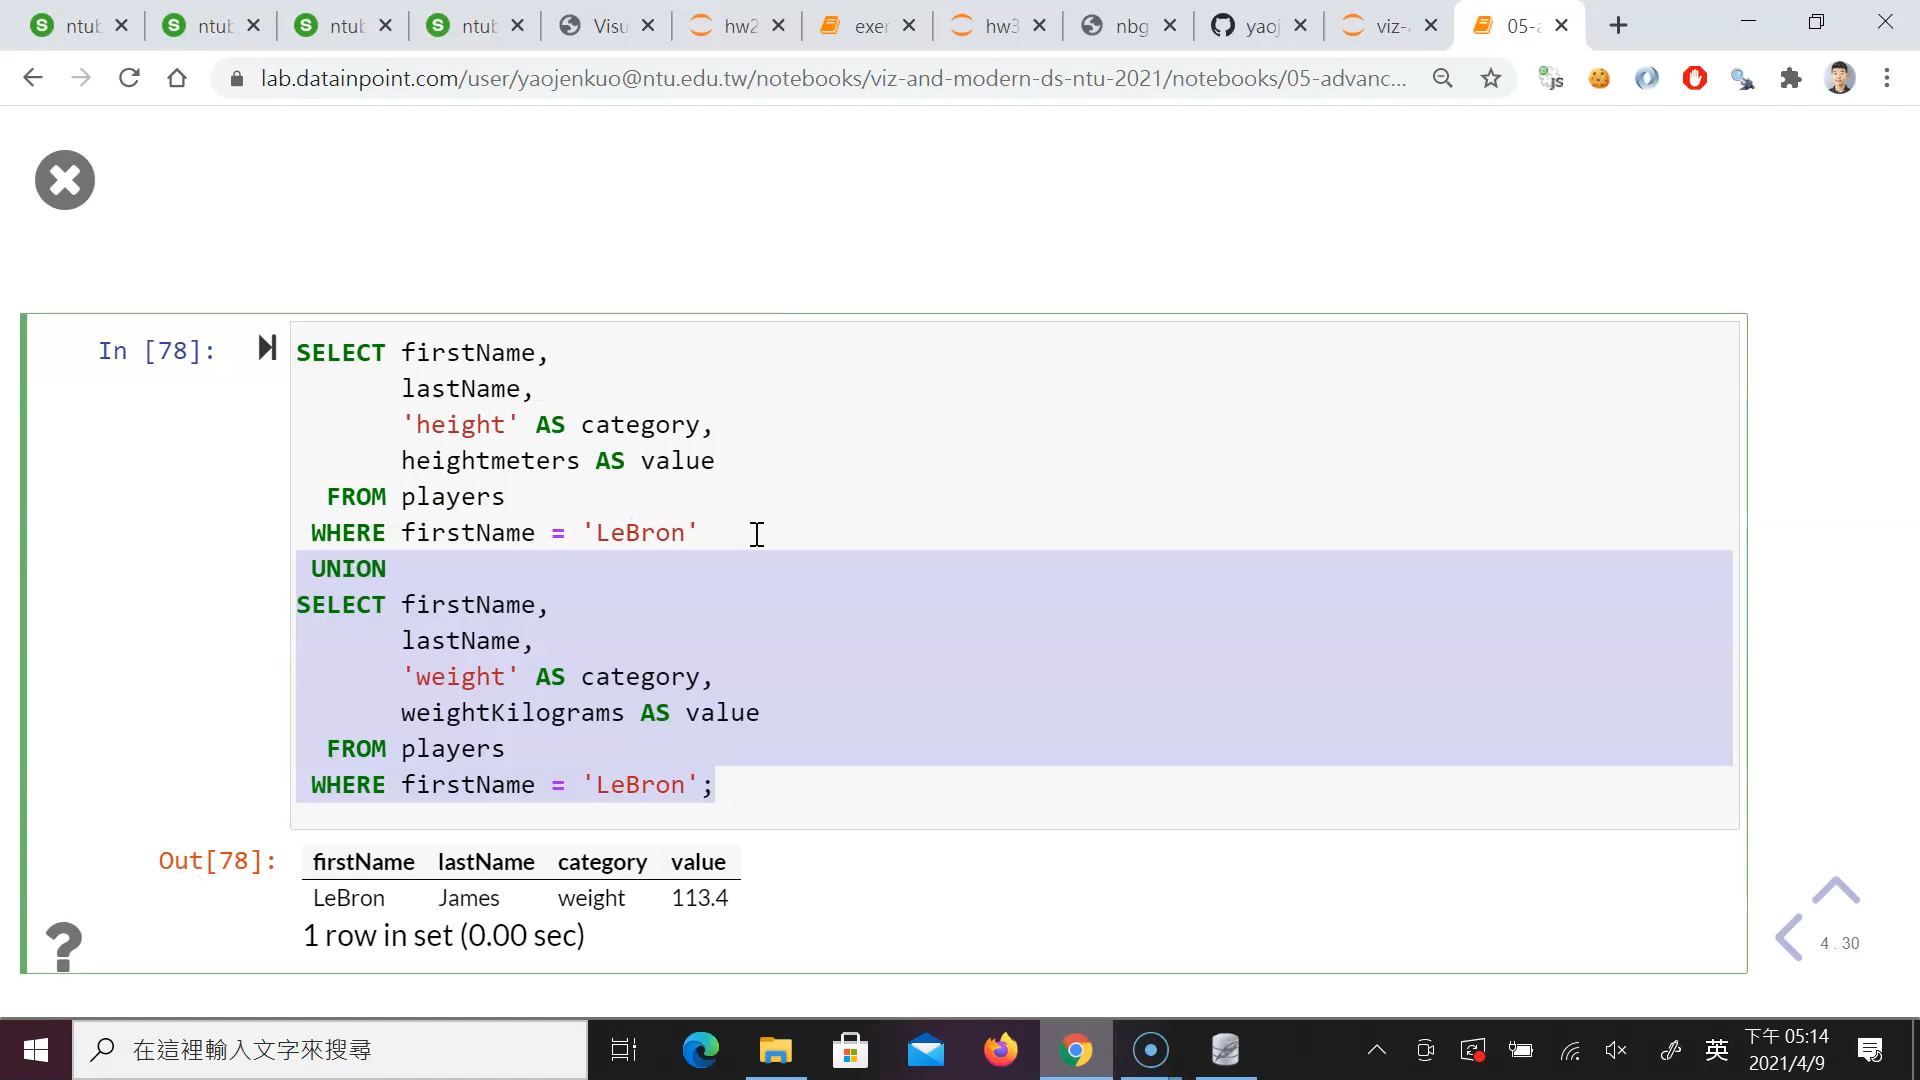 ntub
ntub
ntub
ntub
Visu
hw2
exer
hw3
nbg
yaoj
viz-
05-a
lab.datainpoint.com/user/yaojenkuo@ntu.edu.tw/notebooks/viz-and-modern-ds-ntu-2021/notebooks/05-advanc...
In [78]:
SELECT firstName,
lastName,
'height' AS category,
heightmeters AS value
FROM players
WHERE firstName = 'LeBron'
UNION
SELECT firstName,
lastName,
'weight' AS category,
weightKilograms AS value
FROM players
WHERE firstName = 'LeBron';
Out[78]:
firstName lastName category value
LeBron James weight 113.4
1 row in set (0.00 sec)
4 . 30
在這裡輸入文字來搜尋
英
下午 05:14
2021/4/9